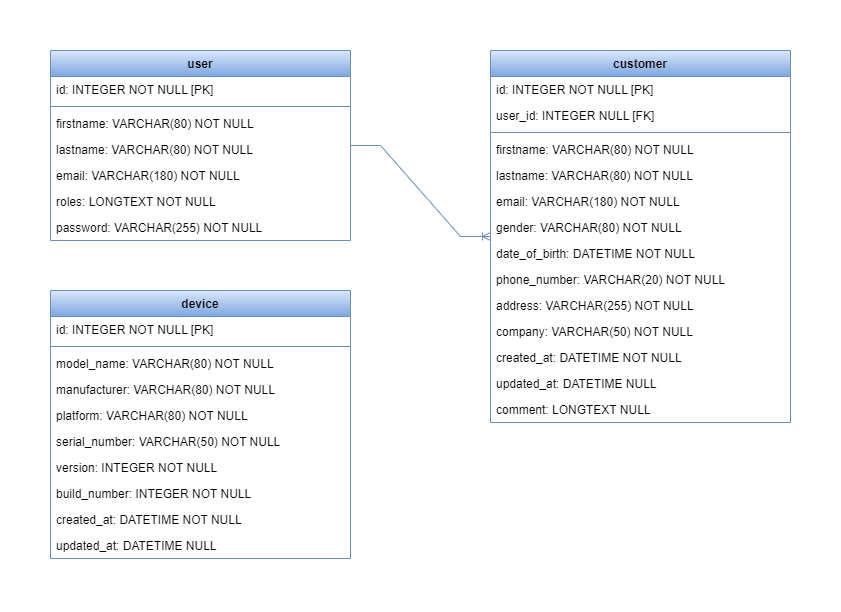 user
id: INTEGER NOT NULL [PK]
firstname: VARCHAR(80) NOT NULL
lastname: VARCHAR(80) NOT NULL
email: VARCHAR(180) NOT NULL
roles: LONGTEXT NOT NULL
password: VARCHAR(255) NOT NULL
customer
id: INTEGER NOT NULL [PK]
user_id: INTEGER NULL [FK]
firstname: VARCHAR(80) NOT NULL
lastname: VARCHAR(80) NOT NULL
email: VARCHAR(180) NOT NULL
gender: VARCHAR(80) NOT NULL
date_of_birth: DATETIME NOT NULL
phone_number: VARCHAR(20) NOT NULL
address: VARCHAR(255) NOT NULL
company: VARCHAR(50) NOT NULL
created_at: DATETIME NOT NULL
updated_at: DATETIME NULL
comment: LONGTEXT NULL
device
id: INTEGER NOT NULL [PK]
model_name: VARCHAR(80) NOT NULL
manufacturer: VARCHAR(80) NOT NULL
platform: VARCHAR(80) NOT NULL
serial_number: VARCHAR(50) NOT NULL
version: INTEGER NOT NULL
build_number: INTEGER NOT NULL
created_at: DATETIME NOT NULL
updated_at: DATETIME NULL